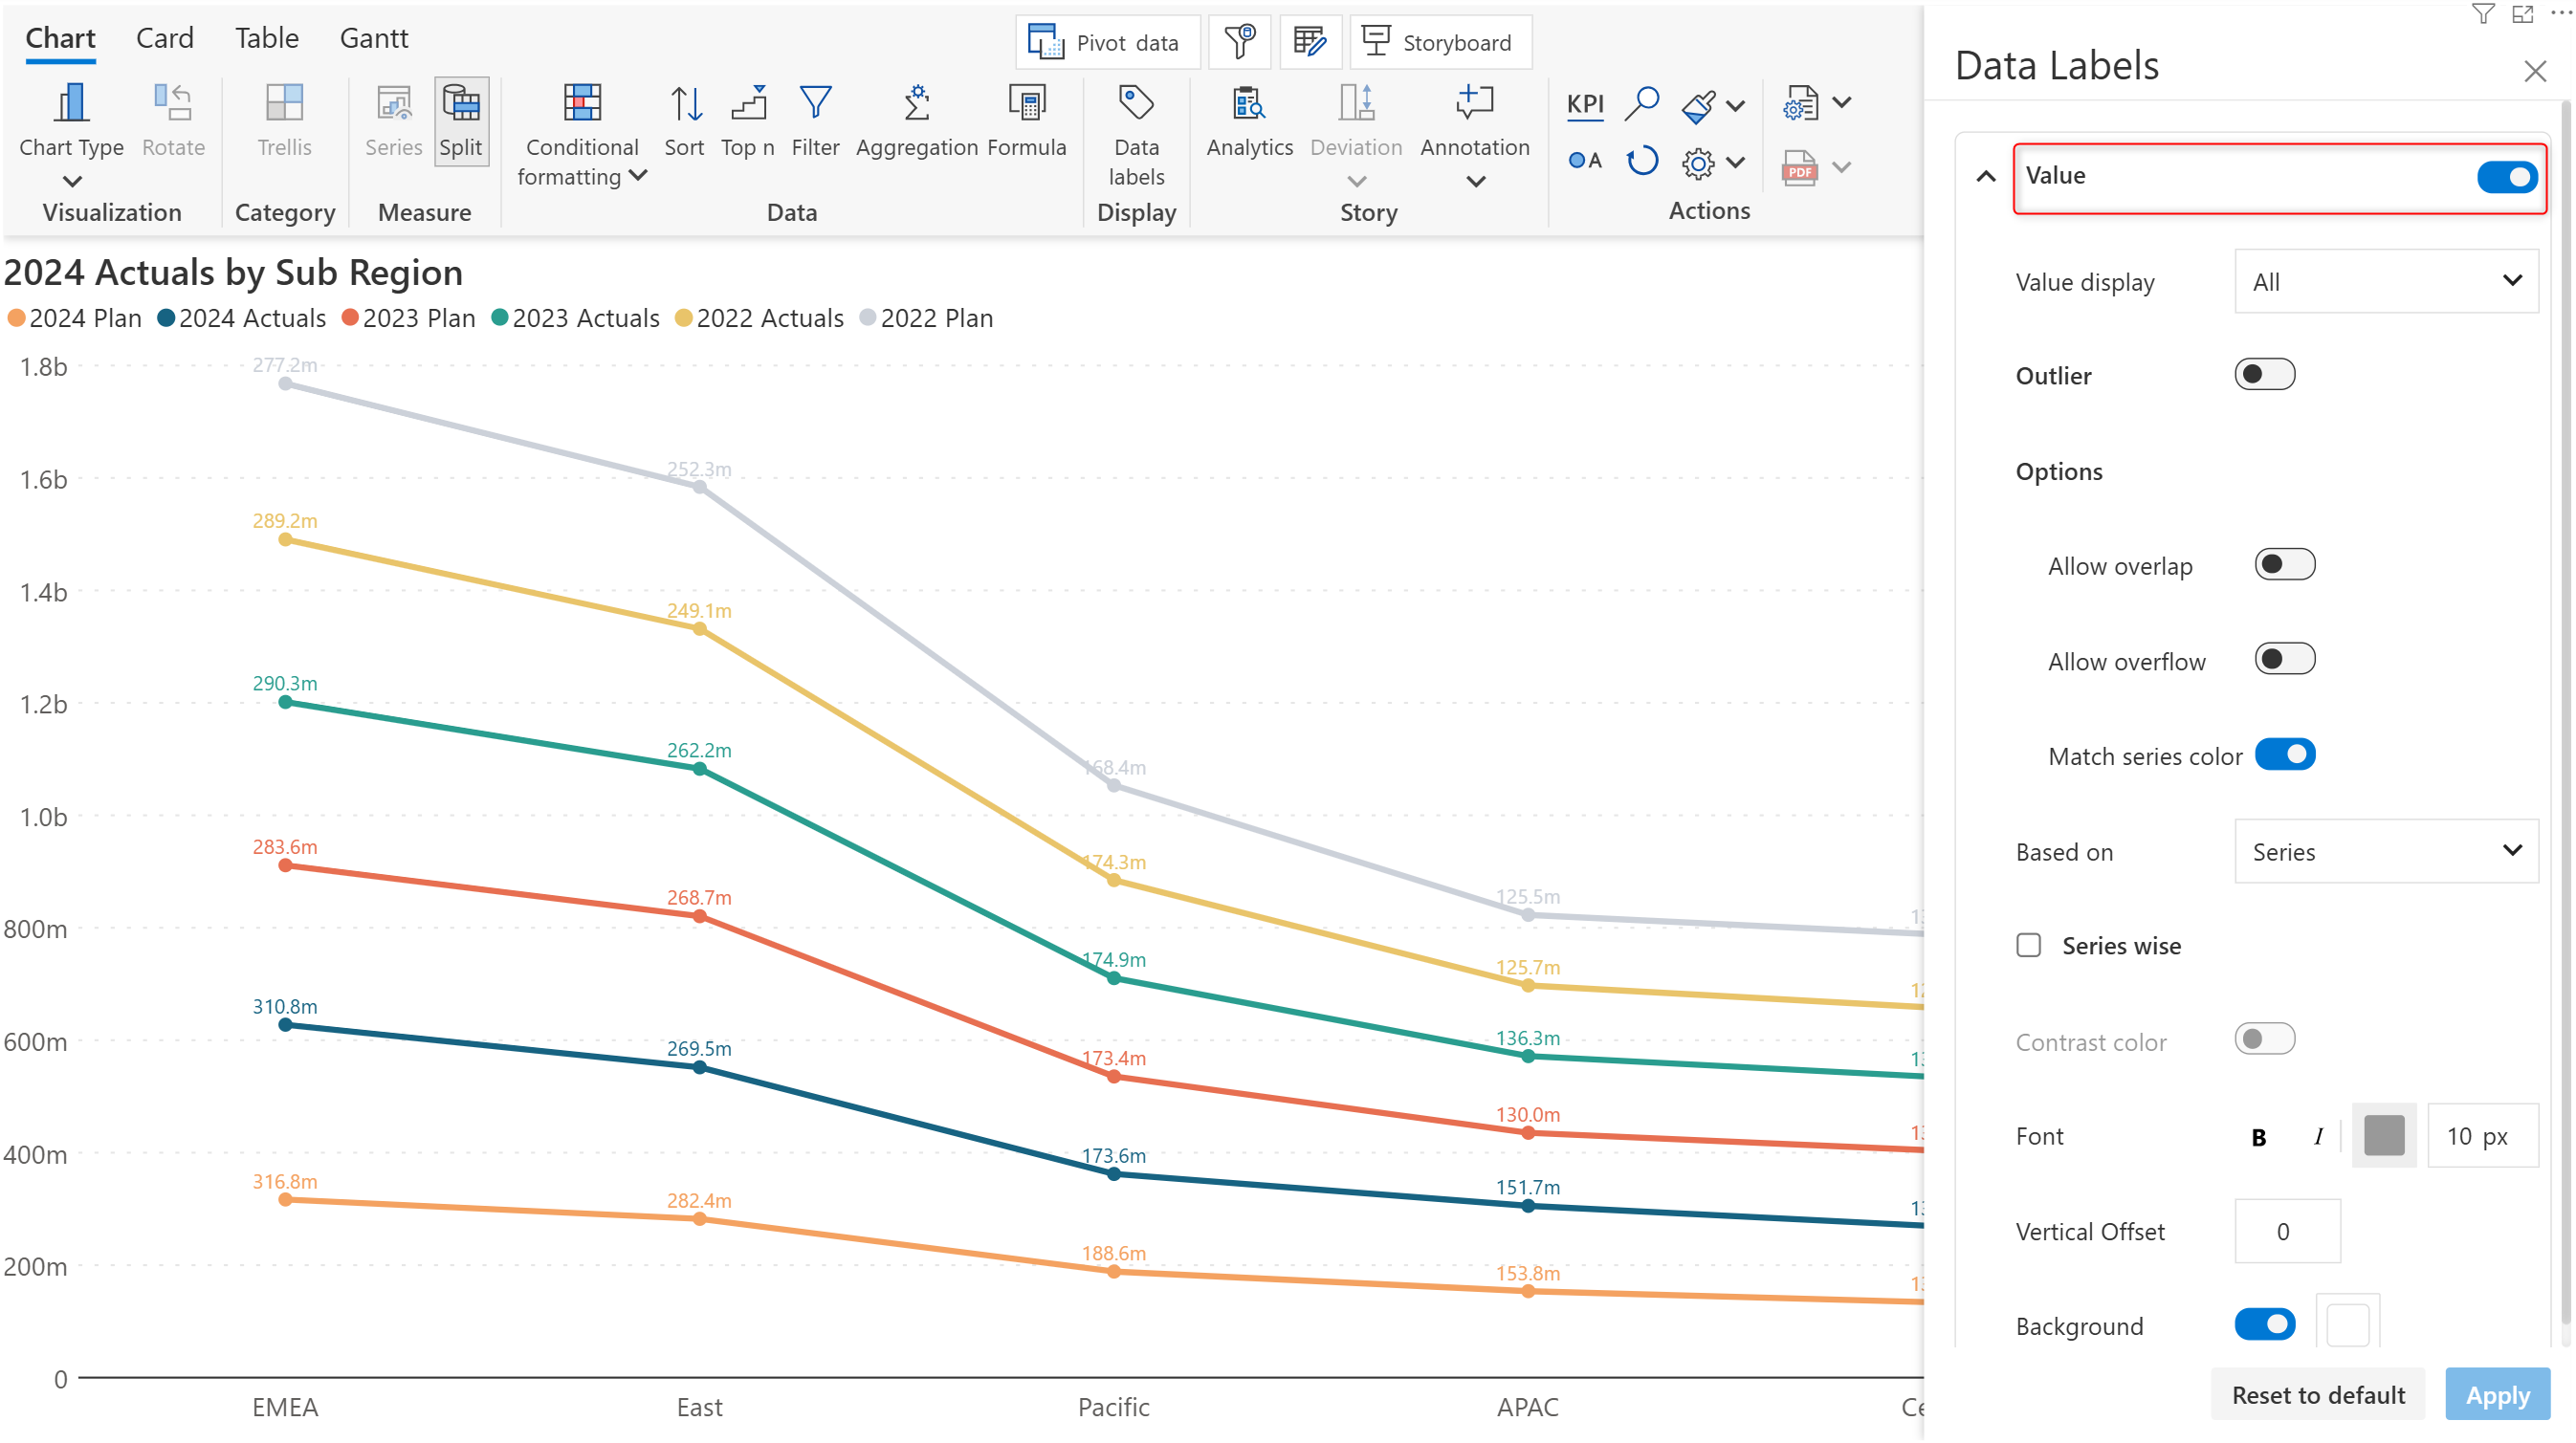 Chart Card Table Gantt
Pivot data Storyboard
Chart Type Rotate Trellis Series Split Conditional formatting Sort Top n Filter Aggregation Formula Data labels Analytics Deviation Annotation KPI A PDF
Visualization Category Measure Data Display Story Actions
2024 Actuals by Sub Region
2024 Plan 2024 Actuals 2023 Plan 2023 Actuals 2022 Actuals 2022 Plan
1.8b
1.6b
1.4b
1.2b
1.0b
800m
600m
400m
200m
0
277.2m 252.3m 168.4m 125.5m
289.2m 249.1m 174.3m 125.7m
290.3m 262.2m 174.9m 136.3m
283.6m 268.7m 173.4m 130.0m
310.8m 269.5m 173.6m 151.7m
316.8m 282.4m 188.6m 153.8m
EMEA East Pacific APAC
Data Labels
Value
Value display All
Outlier
Options
Allow overlap
Allow overflow
Match series color
Based on Series
Series wise
Contrast color
Font B I 10 px
Vertical Offset 0
Background
Reset to default Apply